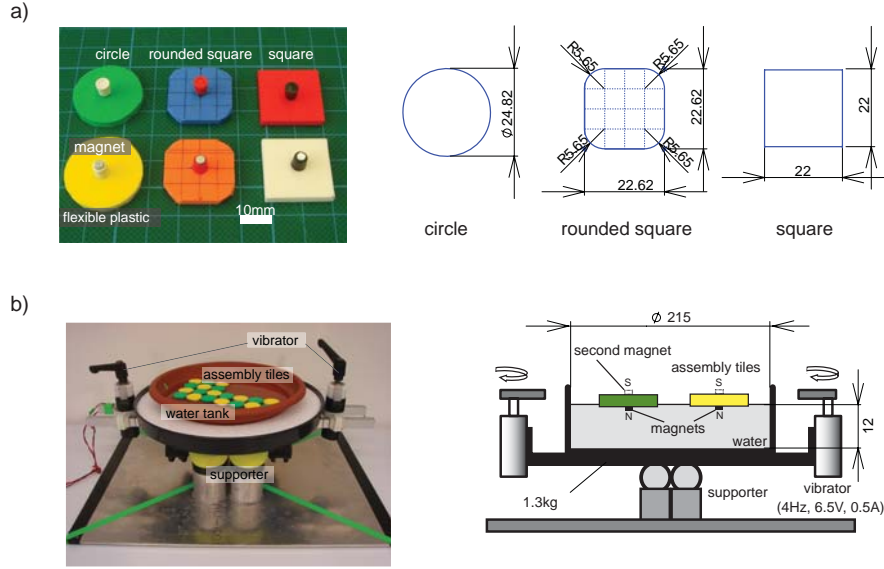 a)
circle rounded square square
magnet
flexible plastic
10mm
ϕ24.82
circle
R5.65
R5.65
R5.65
R5.65
22.62
22.62
rounded square
22
22
square
b)
vibrator
assembly tiles
water tank
supporter
ϕ 215
second magnet
assembly tiles
S
S
N
N
magnets
water
12
1.3kg
supporter
vibrator
(4Hz, 6.5V, 0.5A)